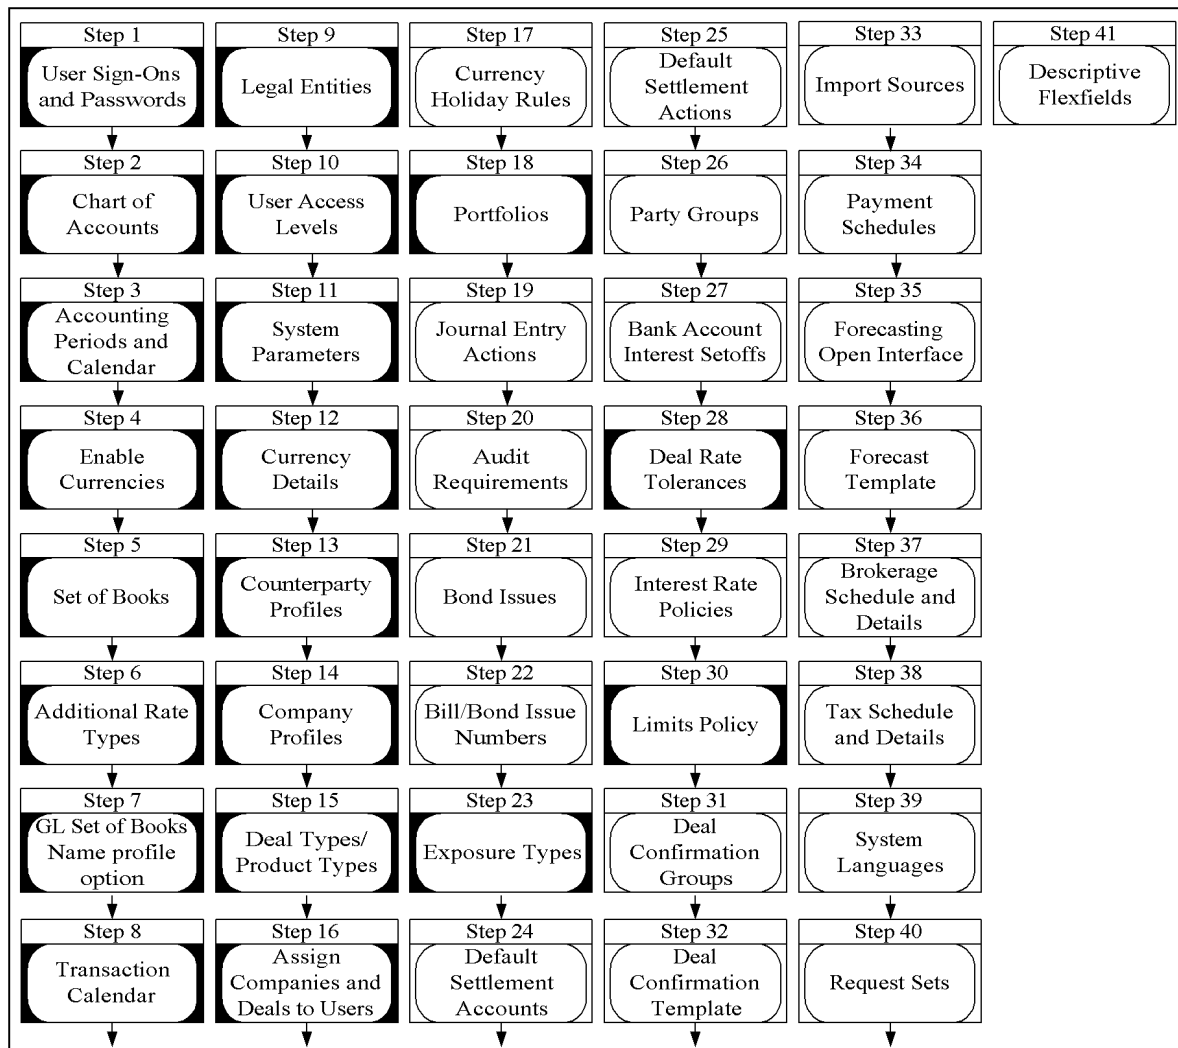 Step 1
User Sign-Ons
and Passwords
Step 2
Chart of
Accounts
Step 3
Accounting
Periods and
Calendar
Step 4
Enable
Currencies
Step 5
Set of Books
Step 6
Additional Rate
Types
Step 7
GL Set of Books
Name profile
option
Step 8
Transaction
Calendar
Step 9
Legal Entities
Step 10
User Access
Levels
Step 11
System
Parameters
Step 12
Currency
Details
Step 13
Counterparty
Profiles
Step 14
Company
Profiles
Step 15
Deal Types/
Product Types
Step 16
Assign
Companies and
Deals to Users
Step 17
Currency
Holiday Rules
Step 18
Portfolios
Step 19
Journal Entry
Actions
Step 20
Audit
Requirements
Step 21
Bond Issues
Step 22
Bill/Bond Issue
Numbers
Step 23
Exposure Types
Step 24
Default
Settlement
Accounts
Step 25
Default
Settlement
Actions
Step 26
Party Groups
Step 27
Bank Account
Interest Setoffs
Step 28
Deal Rate
Tolerances
Step 29
Interest Rate
Policies
Step 30
Limits Policy
Step 31
Deal
Confirmation
Groups
Step 32
Deal
Confirmation
Template
Step 33
Import Sources
Step 34
Payment
Schedules
Step 35
Forecasting
Open Interface
Step 36
Forecast
Template
Step 37
Brokerage
Schedule and
Details
Step 38
Tax Schedule
and Details
Step 39
System
Languages
Step 40
Request Sets
Step 41
Descriptive
Flexfields